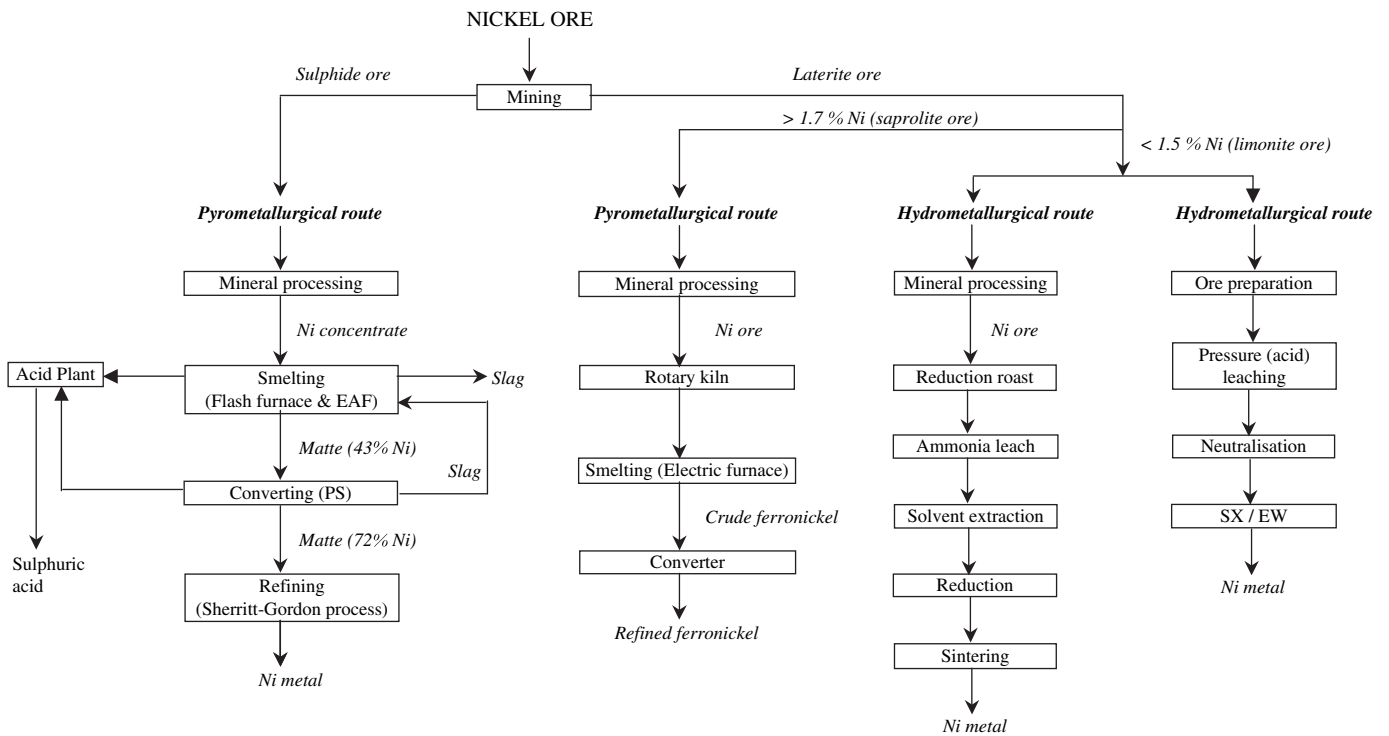 NICKEL ORE
Sulphide ore
Laterite ore
Mining
> 1.7 % Ni (saprolite ore)
< 1.5 % Ni (limonite ore)
Pyrometallurgical route
Pyrometallurgical route
Hydrometallurgical route
Hydrometallurgical route
Mineral processing
Mineral processing
Mineral processing
Ore preparation
Ni concentrate
Ni ore
Ni ore
Acid Plant
Smelting
(Flash furnace & EAF)
Slag
Rotary kiln
Reduction roast
Pressure (acid)
leaching
Matte (43% Ni)
Slag
Smelting (Electric furnace)
Ammonia leach
Neutralisation
Converting (PS)
Crude ferronickel
Solvent extraction
SX / EW
Matte (72% Ni)
Sulphuric
acid
Converter
Refining
(Sherritt-Gordon process)
Reduction
Ni metal
Refined ferronickel
Sintering
Ni metal
Ni metal